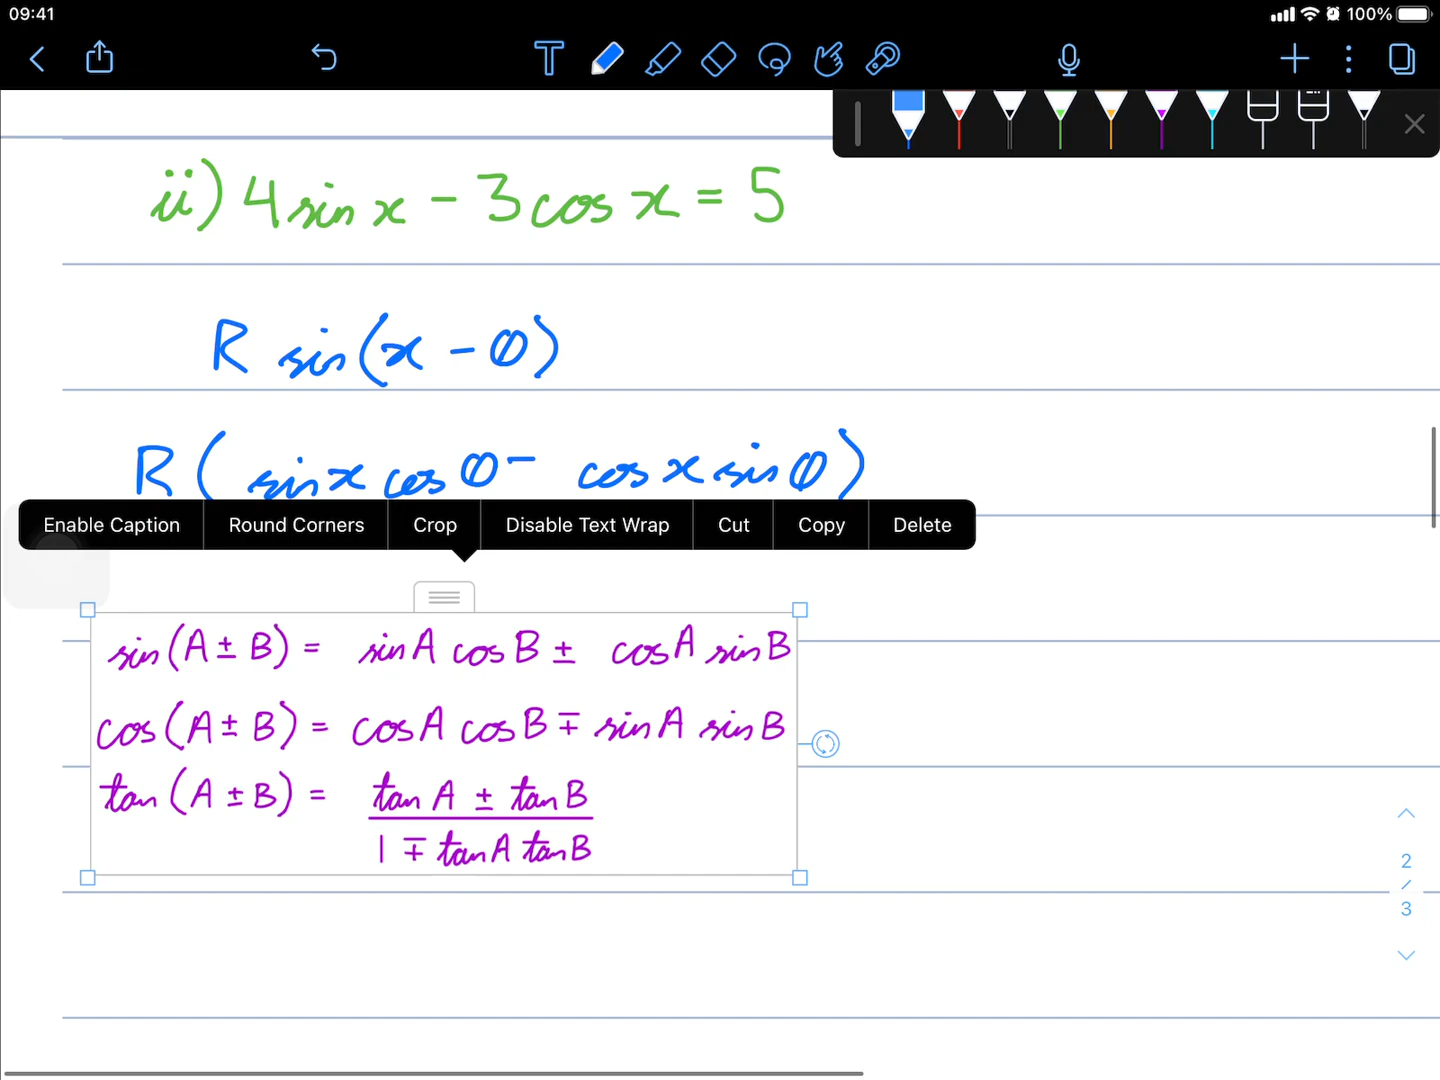 09:41 100%
T
ii) 4 sin x - 3 cos x = 5
R sin(x - θ)
R ( sin x cos θ - cos x sin θ)
Enable Caption Round Corners Crop Disable Text Wrap Cut Copy Delete
sin(A ± B) = sin A cos B ± cos A sin B
cos(A ± B) = cos A cos B ∓ sin A sin B
tan(A ± B) = tan A ± tan B
1 ∓ tan A tan B
2
/
3